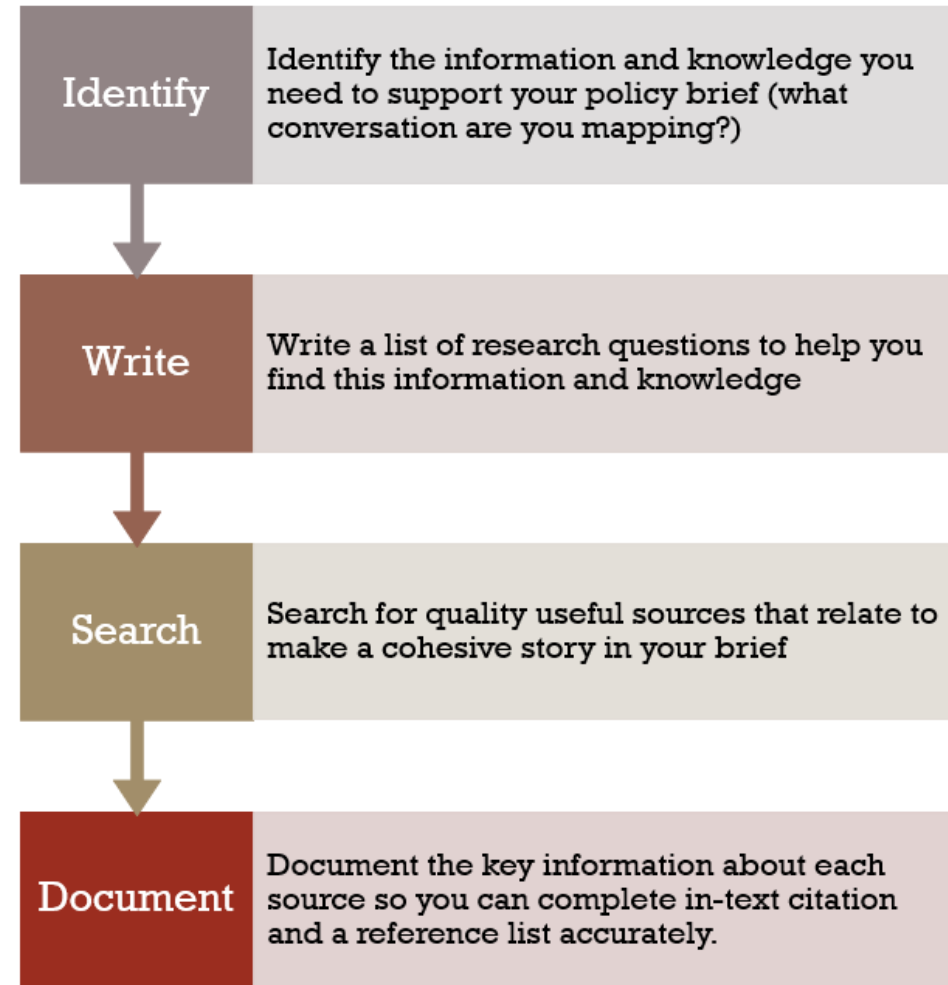 Identify
Identify the information and knowledge you
need to support your policy brief (what
conversation are you mapping?)
Write
Write a list of research questions to help you
find this information and knowledge
Search
Search for quality useful sources that relate to
make a cohesive story in your brief
Document
Document the key information about each
source so you can complete in-text citation
and a reference list accurately.